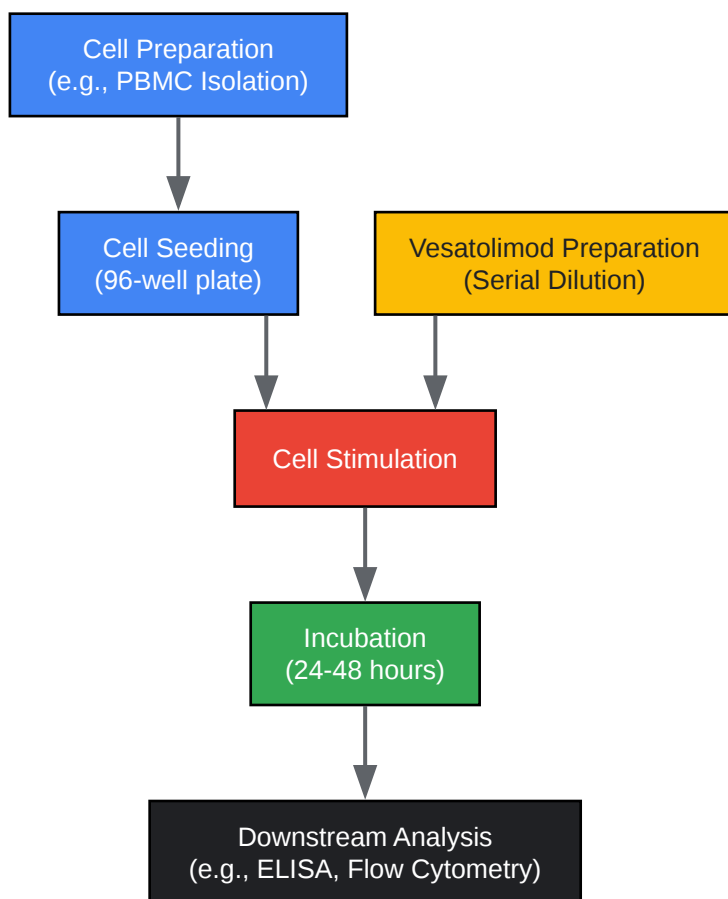 Cell Preparation
(e.g., PBMC Isolation)
Cell Seeding
(96-well plate)
Vesatolimod Preparation
(Serial Dilution)
Cell Stimulation
Incubation
(24-48 hours)
Downstream Analysis
(e.g., ELISA, Flow Cytometry)